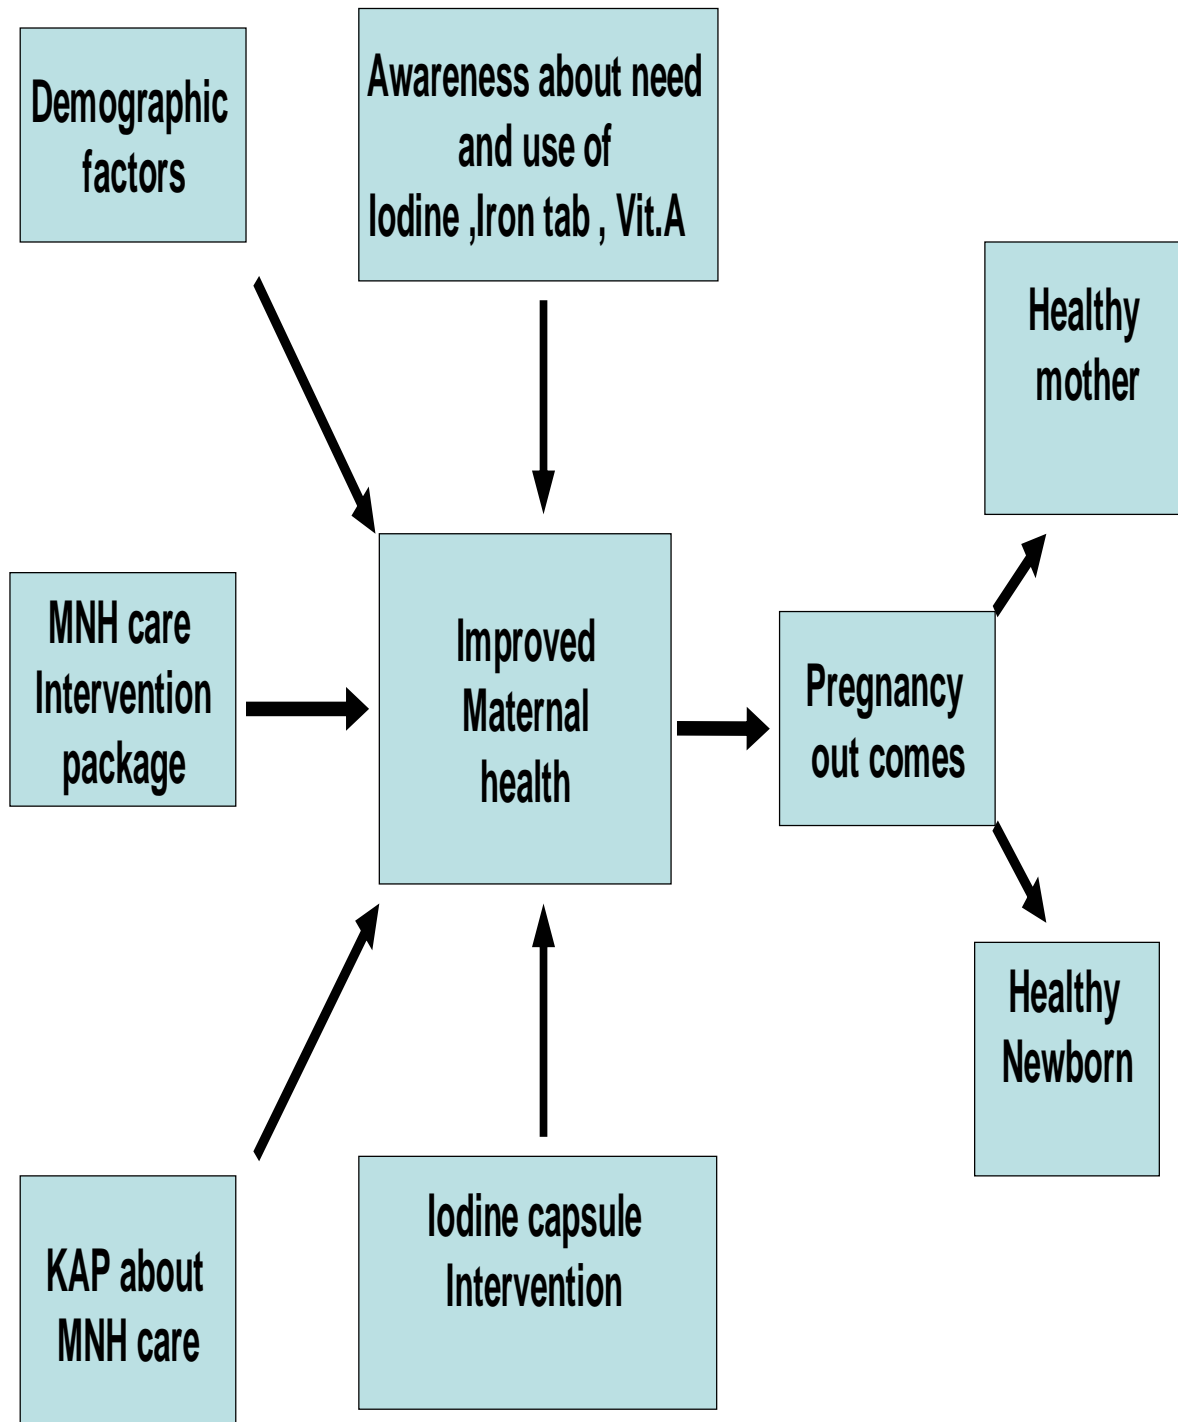 Demographic
factors
Awareness about need
and use of
Iodine ,Iron tab , Vit.A
Healthy
mother
MNH care
Intervention
package
Improved
Maternal
health
Pregnancy
out comes
Healthy
Newborn
KAP about
MNH care
Iodine capsule
Intervention